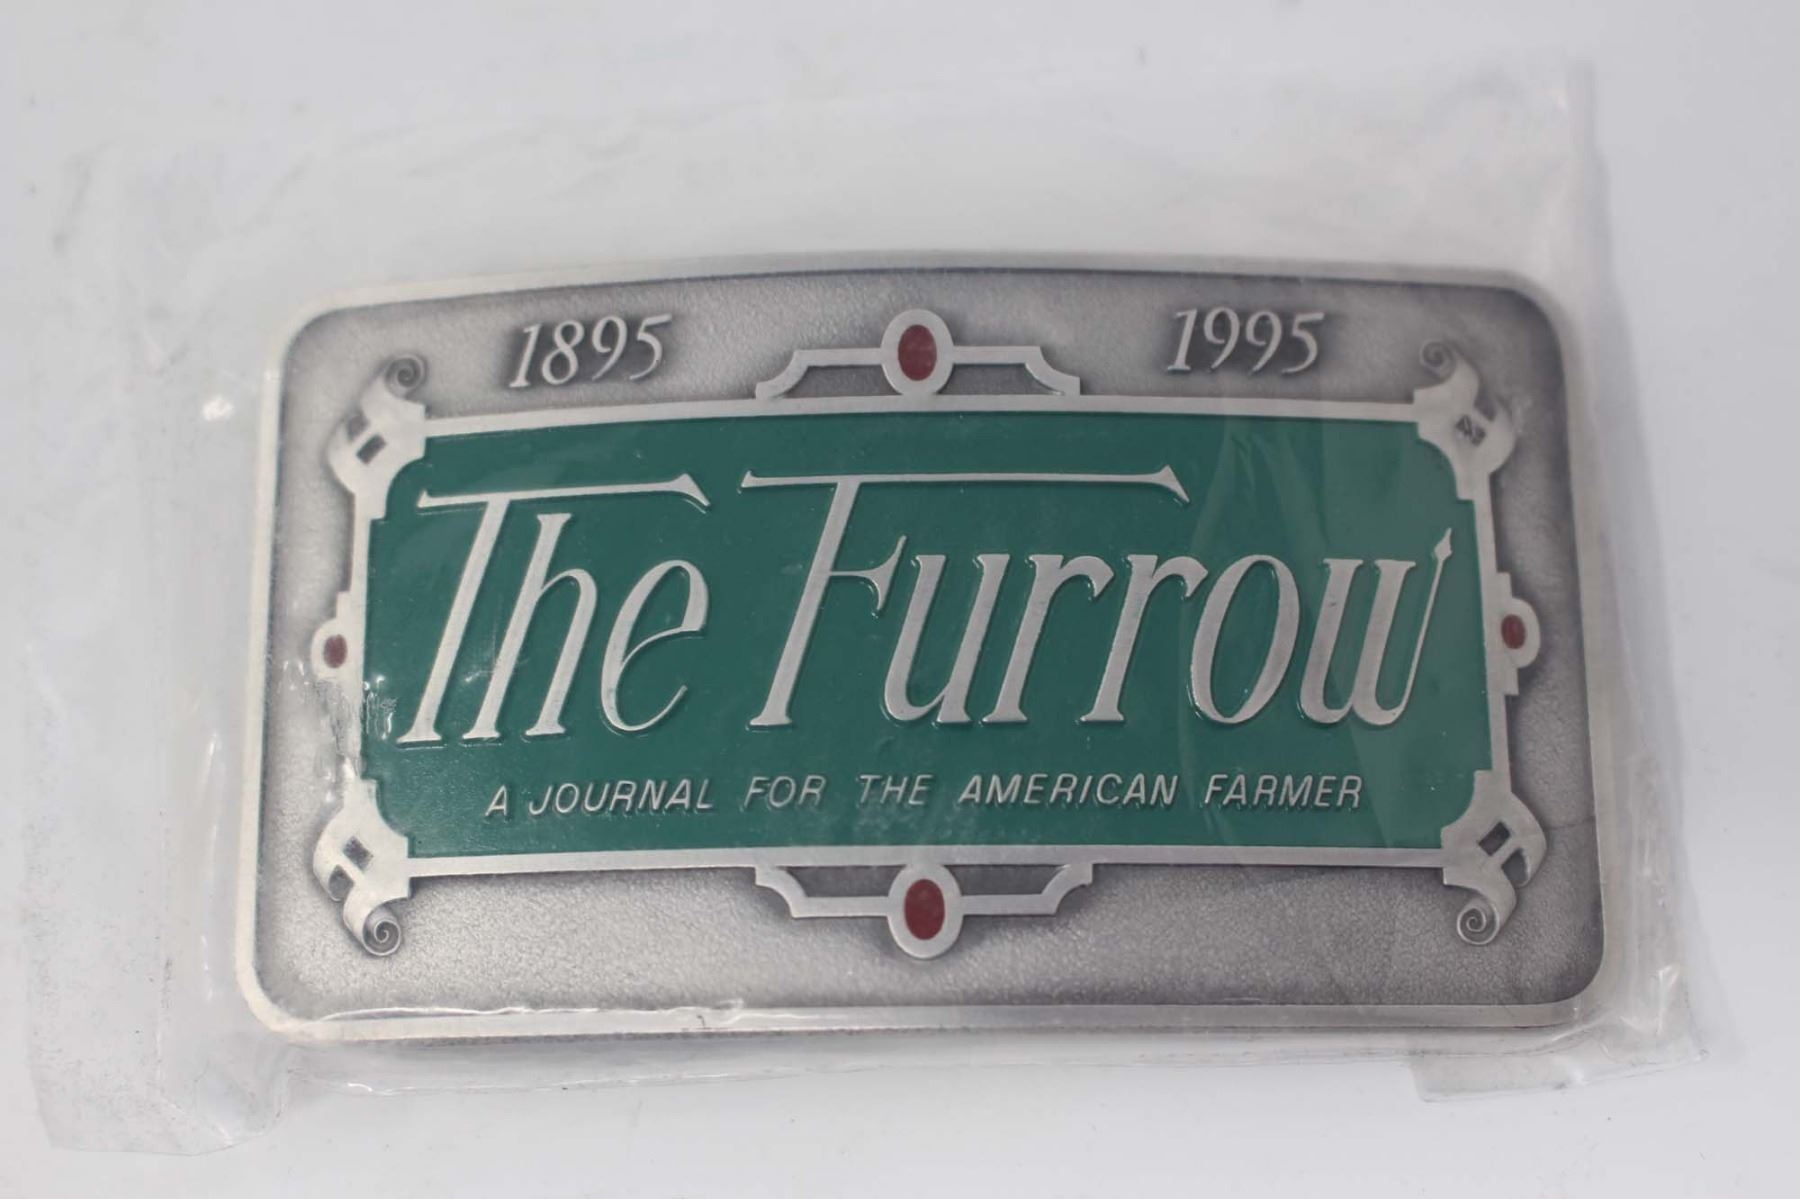 1895 1995
The Furrow
A JOURNAL FOR THE AMERICAN FARMER